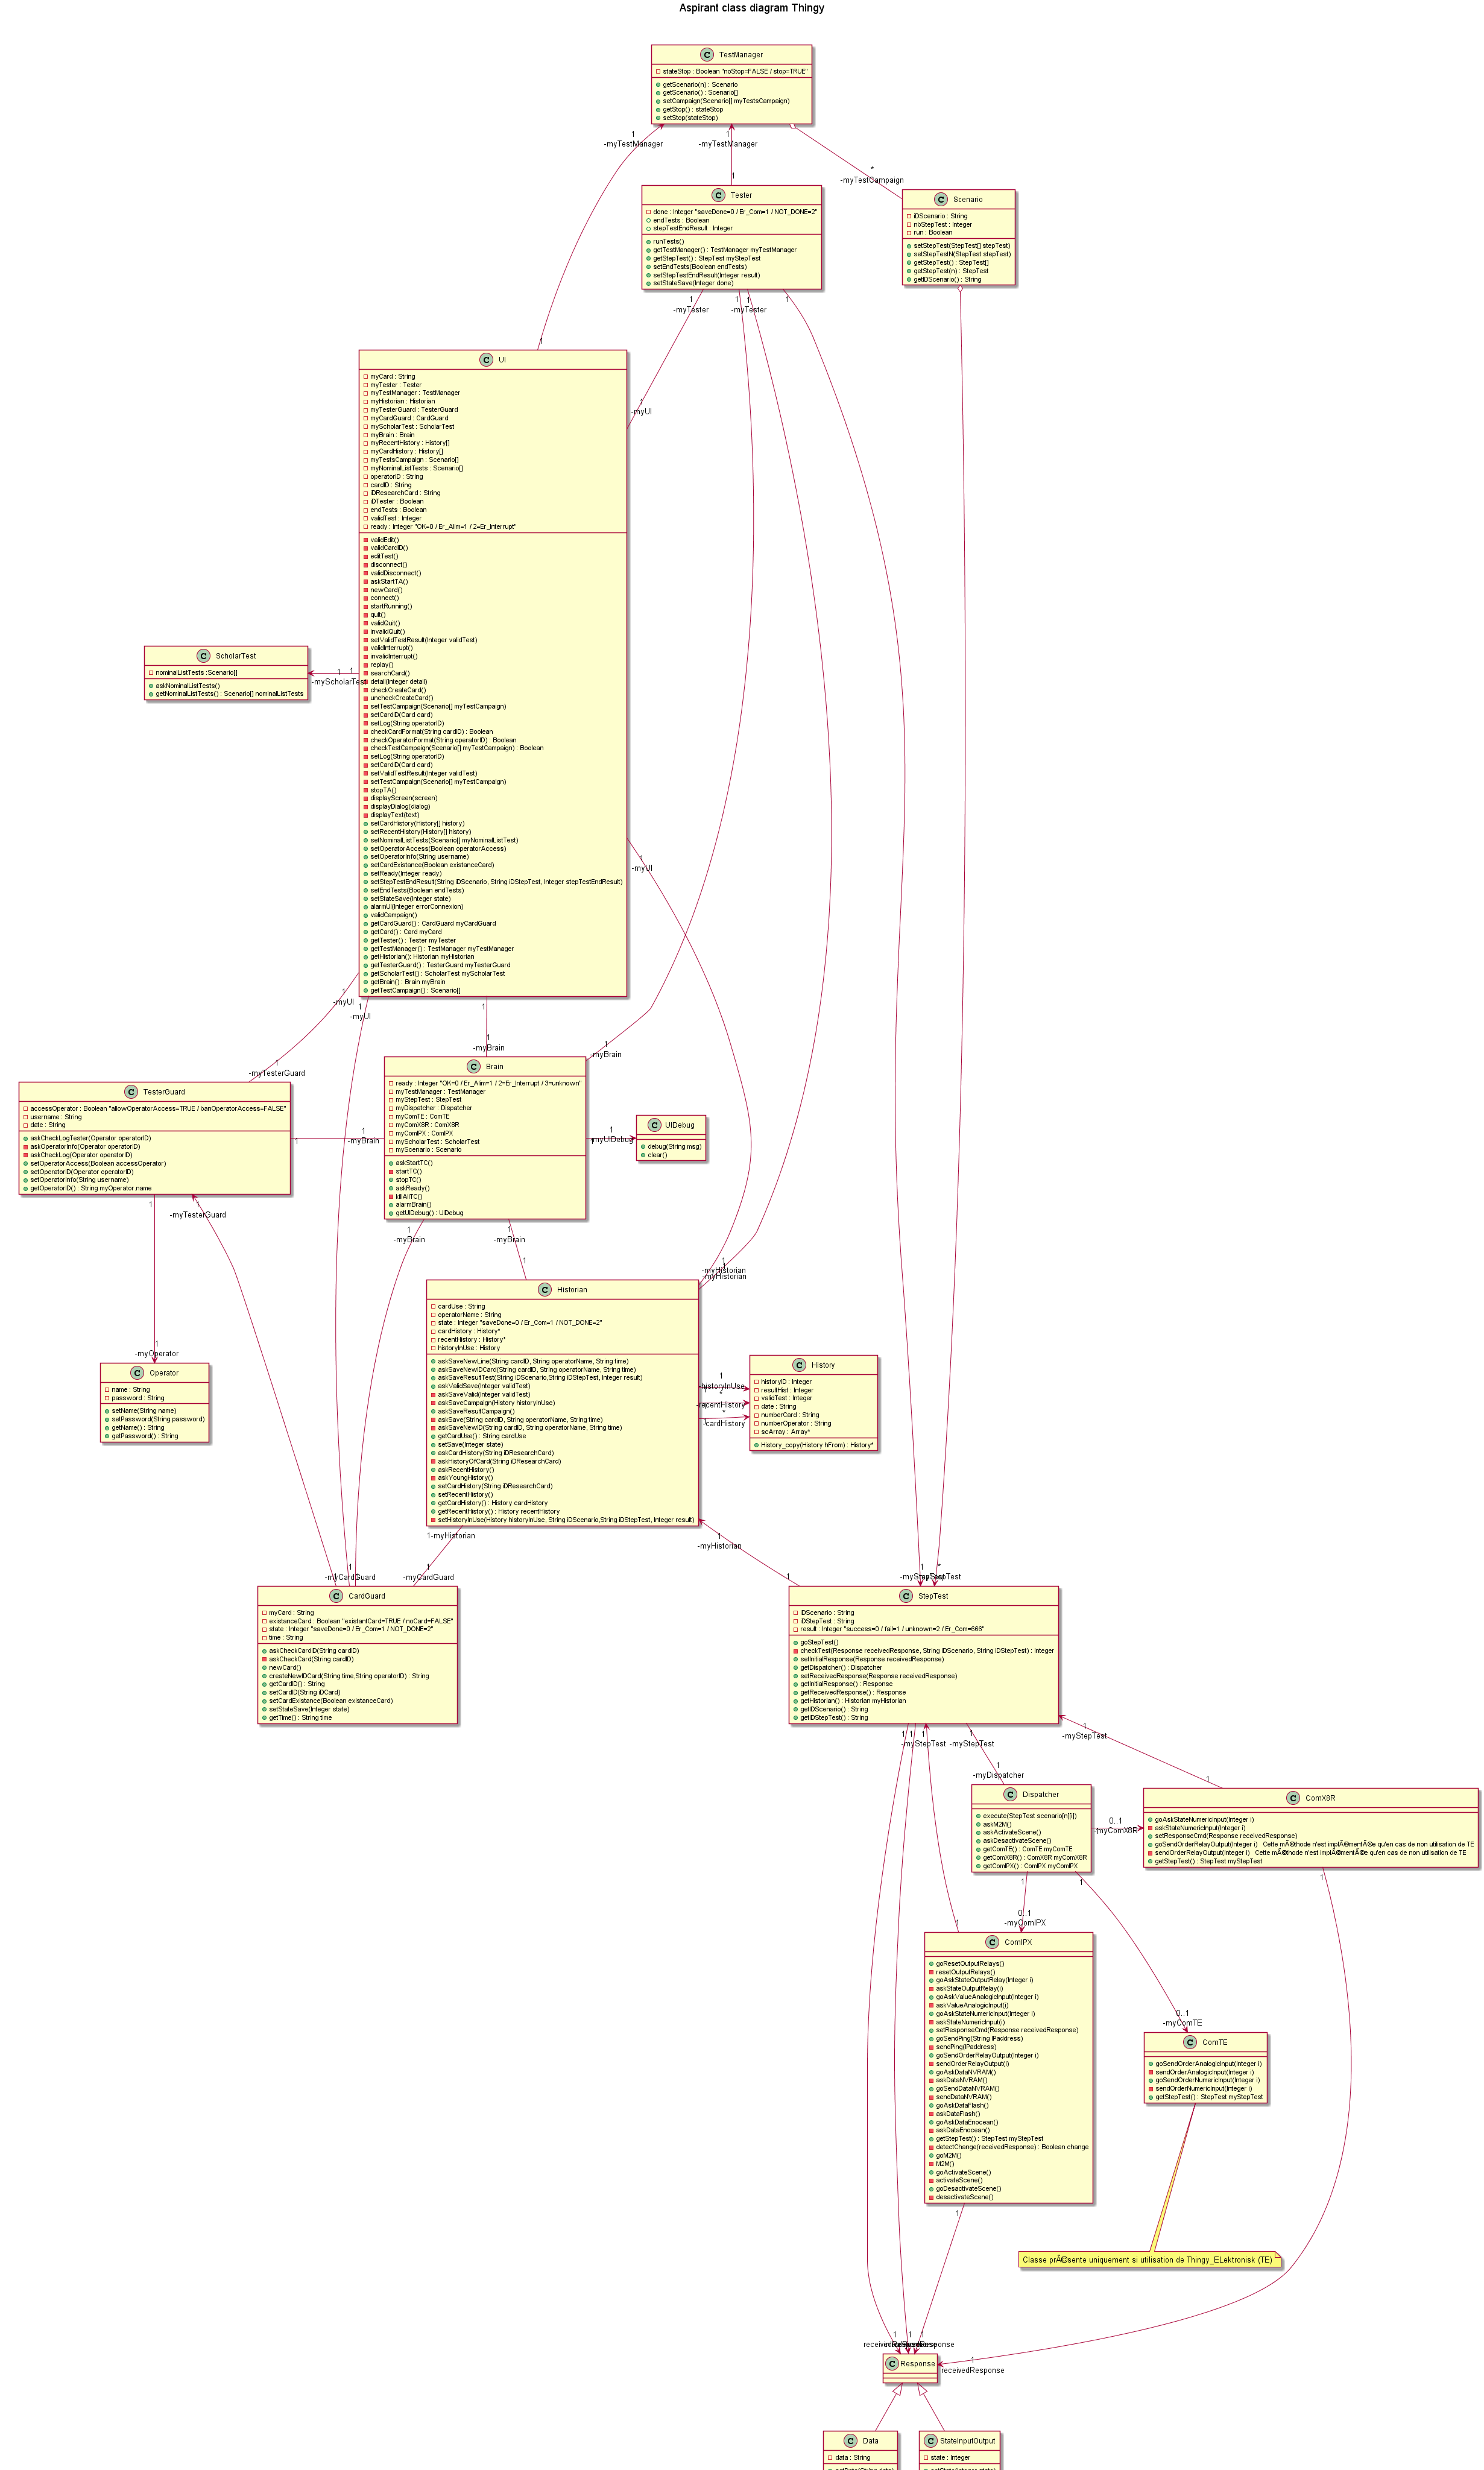 Aspirant class diagram Thingy
TestManager
stateStop : Boolean "noStop=FALSE / stop=TRUE"
getScenario(n) : Scenario
getScenario() : Scenario[]
setCampaign(Scenario[] myTestsCampaign)
getStop() : stateStop
setStop(stateStop)
1
-myTestManager
1
-myTestManager
*
-myTestCampaign
1
Tester
done : Integer "saveDone=0 / Er_Com=1 / NOT_DONE=2"
endTests : Boolean
stepTestEndResult : Integer
runTests()
getTestManager() : TestManager myTestManager
getStepTest() : StepTest myStepTest
setEndTests(Boolean endTests)
setStepTestEndResult(Integer result)
setStateSave(Integer done)
Scenario
iDScenario : String
nbStepTest : Integer
run : Boolean
setStepTest(StepTest[] stepTest)
setStepTestN(StepTest stepTest)
getStepTest() : StepTest[]
getStepTest(n) : StepTest
getIDScenario() : String
1
-myTester
1
1
-myTester
1
1
1
-myUI
UI
myCard : String
myTester : Tester
myTestManager : TestManager
myHistorian : Historian
myTesterGuard : TesterGuard
myCardGuard : CardGuard
myScholarTest : ScholarTest
myBrain : Brain
myRecentHistory : History[]
myCardHistory : History[]
myTestsCampaign : Scenario[]
myNominalListTests : Scenario[]
operatorID : String
cardID : String
iDResearchCard : String
iDTester : Boolean
endTests : Boolean
validTest : Integer
ready : Integer "OK=0 / Er_Alim=1 / 2=Er_Interrupt"
validEdit()
validCardID()
editTest()
disconnect()
validDisconnect()
askStartTA()
newCard()
connect()
startRunning()
quit()
validQuit()
invalidQuit()
setValidTestResult(Integer validTest)
validInterrupt()
invalidInterrupt()
replay()
searchCard()
detail(Integer detail)
checkCreateCard()
uncheckCreateCard()
setTestCampaign(Scenario[] myTestCampaign)
setCardID(Card card)
setLog(String operatorID)
checkCardFormat(String cardID) : Boolean
checkOperatorFormat(String operatorID) : Boolean
checkTestCampaign(Scenario[] myTestCampaign) : Boolean
setLog(String operatorID)
setCardID(Card card)
setValidTestResult(Integer validTest)
setTestCampaign(Scenario[] myTestCampaign)
stopTA()
displayScreen(screen)
displayDialog(dialog)
displayText(text)
setCardHistory(History[] history)
setRecentHistory(History[] history)
setNominalListTests(Scenario[] myNominalListTest)
setOperatorAccess(Boolean operatorAccess)
setOperatorInfo(String username)
setCardExistance(Boolean existanceCard)
setReady(Integer ready)
setStepTestEndResult(String iDScenario, String iDStepTest, Integer stepTestEndResult)
setEndTests(Boolean endTests)
setStateSave(Integer state)
alarmUI(Integer errorConnexion)
validCampaign()
getCardGuard() : CardGuard myCardGuard
getCard() : Card myCard
getTester() : Tester myTester
getTestManager() : TestManager myTestManager
getHistorian(): Historian myHistorian
getTesterGuard() : TesterGuard myTesterGuard
getScholarTest() : ScholarTest myScholarTest
getBrain() : Brain myBrain
getTestCampaign() : Scenario[]
ScholarTest
nominalListTests :Scenario[]
askNominalListTests()
getNominalListTests() : Scenario[] nominalListTests
1
1
-myScholarTest
1
-myUI
1
-myUI
1
-myUI
1
1
-myTesterGuard
1
-myBrain
1
-myBrain
TesterGuard
accessOperator : Boolean "allowOperatorAccess=TRUE / banOperatorAccess=FALSE"
username : String
date : String
askCheckLogTester(Operator operatorID)
askOperatorInfo(Operator operatorID)
askCheckLog(Operator operatorID)
setOperatorAccess(Boolean accessOperator)
setOperatorID(Operator operatorID)
setOperatorInfo(String username)
getOperatorID() : String myOperator.name
Brain
ready : Integer "OK=0 / Er_Alim=1 / 2=Er_Interrupt / 3=unknown"
myTestManager : TestManager
myStepTest : StepTest
myDispatcher : Dispatcher
myComTE : ComTE
myComX8R : ComX8R
myComIPX : ComIPX
myScholarTest : ScholarTest
myScenario : Scenario
askStartTC()
startTC()
stopTC()
askReady()
killAllTC()
alarmBrain()
getUIDebug() : UIDebug
1
1
-myBrain
1
-myUIDebug
UIDebug
debug(String msg)
clear()
1
1
-myTesterGuard
1
-myBrain
1
-myBrain
1
1
-myHistorian
-myHistorian
1
-myOperator
Operator
name : String
password : String
setName(String name)
setPassword(String password)
getName() : String
getPassword() : String
Historian
cardUse : String
operatorName : String
state : Integer "saveDone=0 / Er_Com=1 / NOT_DONE=2"
cardHistory : History*
recentHistory : History*
historyInUse : History
askSaveNewLine(String cardID, String operatorName, String time)
askSaveNewIDCard(String cardID, String operatorName, String time)
askSaveResultTest(String iDScenario,String iDStepTest, Integer result)
askValidSave(Integer validTest)
askSaveValid(Integer validTest)
askSaveCampaign(History historyInUse)
askSaveResultCampaign()
askSave(String cardID, String operatorName, String time)
askSaveNewID(String cardID, String operatorName, String time)
getCardUse() : String cardUse
setSave(Integer state)
askCardHistory(String iDResearchCard)
askHistoryOfCard(String iDResearchCard)
askRecentHistory()
askYoungHistory()
setCardHistory(String iDResearchCard)
setRecentHistory()
getCardHistory() : History cardHistory
getRecentHistory() : History recentHistory
setHistoryInUse(History historyInUse, String iDScenario,String iDStepTest, Integer result)
1
-historyInUse
*
-recentHistory
*
-cardHistory
History
historyID : Integer
resultHist : Integer
validTest : Integer
date : String
numberCard : String
numberOperator : String
scArray : Array*
History_copy(History hFrom) : History*
1-myHistorian
1
-myHistorian
1
1
-myCardGuard
1
-myCardGuard
1
*
CardGuard
myCard : String
existanceCard : Boolean "existantCard=TRUE / noCard=FALSE"
state : Integer "saveDone=0 / Er_Com=1 / NOT_DONE=2"
time : String
askCheckCardID(String cardID)
askCheckCard(String cardID)
newCard()
createNewIDCard(String time,String operatorID) : String
getCardID() : String
setCardID(String iDCard)
setCardExistance(Boolean existanceCard)
setStateSave(Integer state)
getTime() : String time
StepTest
iDScenario : String
iDStepTest : String
result : Integer "success=0 / fail=1 / unknown=2 / Er_Com=666"
goStepTest()
checkTest(Response receivedResponse, String iDScenario, String iDStepTest) : Integer
setInitialResponse(Response receivedResponse)
getDispatcher() : Dispatcher
setReceivedResponse(Response receivedResponse)
getInitialResponse() : Response
getReceivedResponse() : Response
getHistorian() : Historian myHistorian
getIDScenario() : String
getIDStepTest() : String
1
1
1
-myStepTest
1
-myStepTest
1
-myStepTest
1
-myDispatcher
1
Dispatcher
execute(StepTest scenario[n][i])
askM2M()
askActivateScene()
askDesactivateScene()
getComTE() : ComTE myComTE
getComX8R() : ComX8R myComX8R
getComIPX() : ComIPX myComIPX
0..1
-myComX8R
ComX8R
goAskStateNumericInput(Integer i)
askStateNumericInput(Integer i)
setResponseCmd(Response receivedResponse)
goSendOrderRelayOutput(Integer i) Cette mÃ©thode n'est implÃ©mentÃ©e qu'en cas de non utilisation de TE
sendOrderRelayOutput(Integer i) Cette mÃ©thode n'est implÃ©mentÃ©e qu'en cas de non utilisation de TE
getStepTest() : StepTest myStepTest
1
1
1
0..1
-myComIPX
1
ComIPX
goResetOutputRelays()
resetOutputRelays()
goAskStateOutputRelay(Integer i)
askStateOutputRelay(i)
goAskValueAnalogicInput(Integer i)
askValueAnalogicInput(i)
goAskStateNumericInput(Integer i)
askStateNumericInput(i)
setResponseCmd(Response receivedResponse)
goSendPing(String IPaddress)
sendPing(IPaddress)
goSendOrderRelayOutput(Integer i)
sendOrderRelayOutput(i)
goAskDataNVRAM()
askDataNVRAM()
goSendDataNVRAM()
sendDataNVRAM()
goAskDataFlash()
askDataFlash()
goAskDataEnocean()
askDataEnocean()
getStepTest() : StepTest myStepTest
detectChange(receivedResponse) : Boolean change
goM2M()
M2M()
goActivateScene()
activateScene()
goDesactivateScene()
desactivateScene()
0..1
-myComTE
ComTE
goSendOrderAnalogicInput(Integer i)
sendOrderAnalogicInput(Integer i)
goSendOrderNumericInput(Integer i)
sendOrderNumericInput(Integer i)
getStepTest() : StepTest myStepTest
1
Classe prÃ©sente uniquement si utilisation de Thingy_ELektronisk (TE)
1
1
1
1
receivedResponse
Response
Data
data : String
StateInputOutput
state : Integer